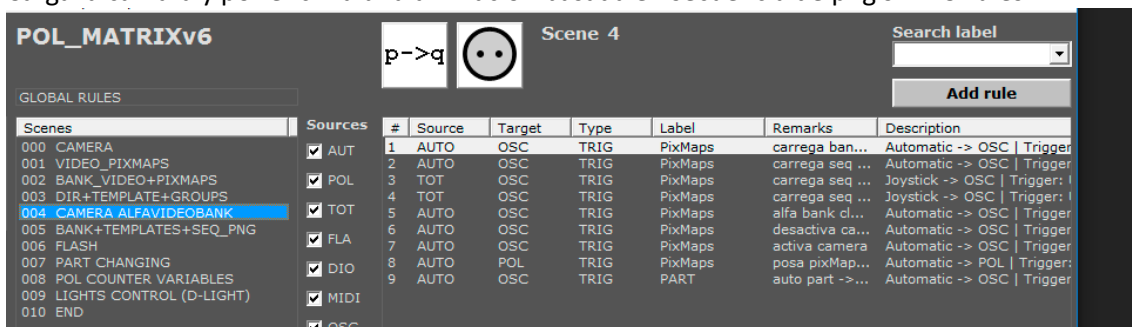 POL_MATRIXv6
p->q
Scene 4
Search label
Add rule
GLOBAL RULES
Scenes
000 CAMERA
001 VIDEO_PIXMAPS
002 BANK_VIDEO+PIXMAPS
003 DIR+TEMPLATE+GROUPS
004 CAMERA ALFAVIDEOBANK
005 BANK+TEMPLATES+SEQ_PNG
006 FLASH
007 PART CHANGING
008 POL COUNTER VARIABLES
009 LIGHTS CONTROL (D-LIGHT)
010 END
Sources
AUT
POL
TOT
FLA
DIO
MIDI
OSC
# Source Target Type Label Remarks Description
1 AUTO OSC TRIG PixMaps carrega ban... Automatic -> OSC | Trigger
2 AUTO OSC TRIG PixMaps carrega seq ... Automatic -> OSC | Trigger
3 TOT OSC TRIG PixMaps carrega seq ... Joystick -> OSC | Trigger:
4 TOT OSC TRIG PixMaps carrega seq ... Joystick -> OSC | Trigger:
5 AUTO OSC TRIG PixMaps alfa bank cl... Automatic -> OSC | Trigger
6 AUTO OSC TRIG PixMaps desactiva ca... Automatic -> OSC | Trigger
7 AUTO OSC TRIG PixMaps activa camera Automatic -> OSC | Trigger
8 AUTO POL TRIG PixMaps posa pixMap... Automatic -> POL | Trigger:
9 AUTO OSC TRIG PART auto part ->... Automatic -> OSC | Trigger